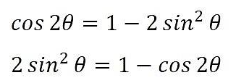 cos 2θ = 1 − 2 sin² θ
2 sin² θ = 1 − cos 2θ